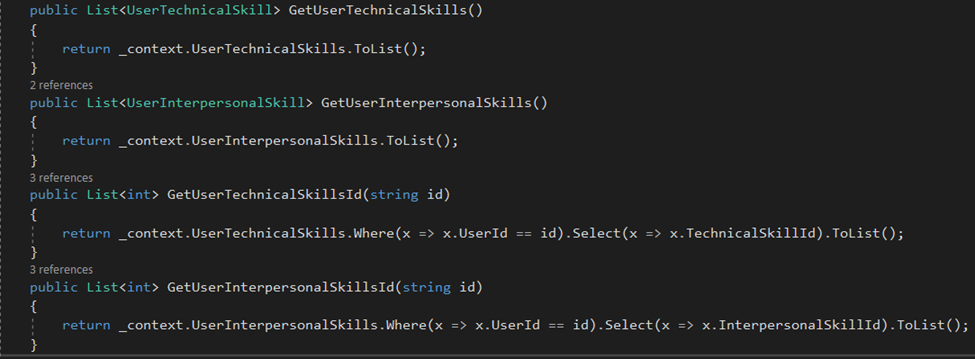 public List<UserTechnicalSkill> GetUserTechnicalSkills()
{
    return _context.UserTechnicalSkills.ToList();
}
2 references
public List<UserInterpersonalSkill> GetUserInterpersonalSkills()
{
    return _context.UserInterpersonalSkills.ToList();
}
3 references
public List<int> GetUserTechnicalSkillsId(string id)
{
    return _context.UserTechnicalSkills.Where(x => x.UserId == id).Select(x => x.TechnicalSkillId).ToList();
}
3 references
public List<int> GetUserInterpersonalSkillsId(string id)
{
    return _context.UserInterpersonalSkills.Where(x => x.UserId == id).Select(x => x.InterpersonalSkillId).ToList();
}